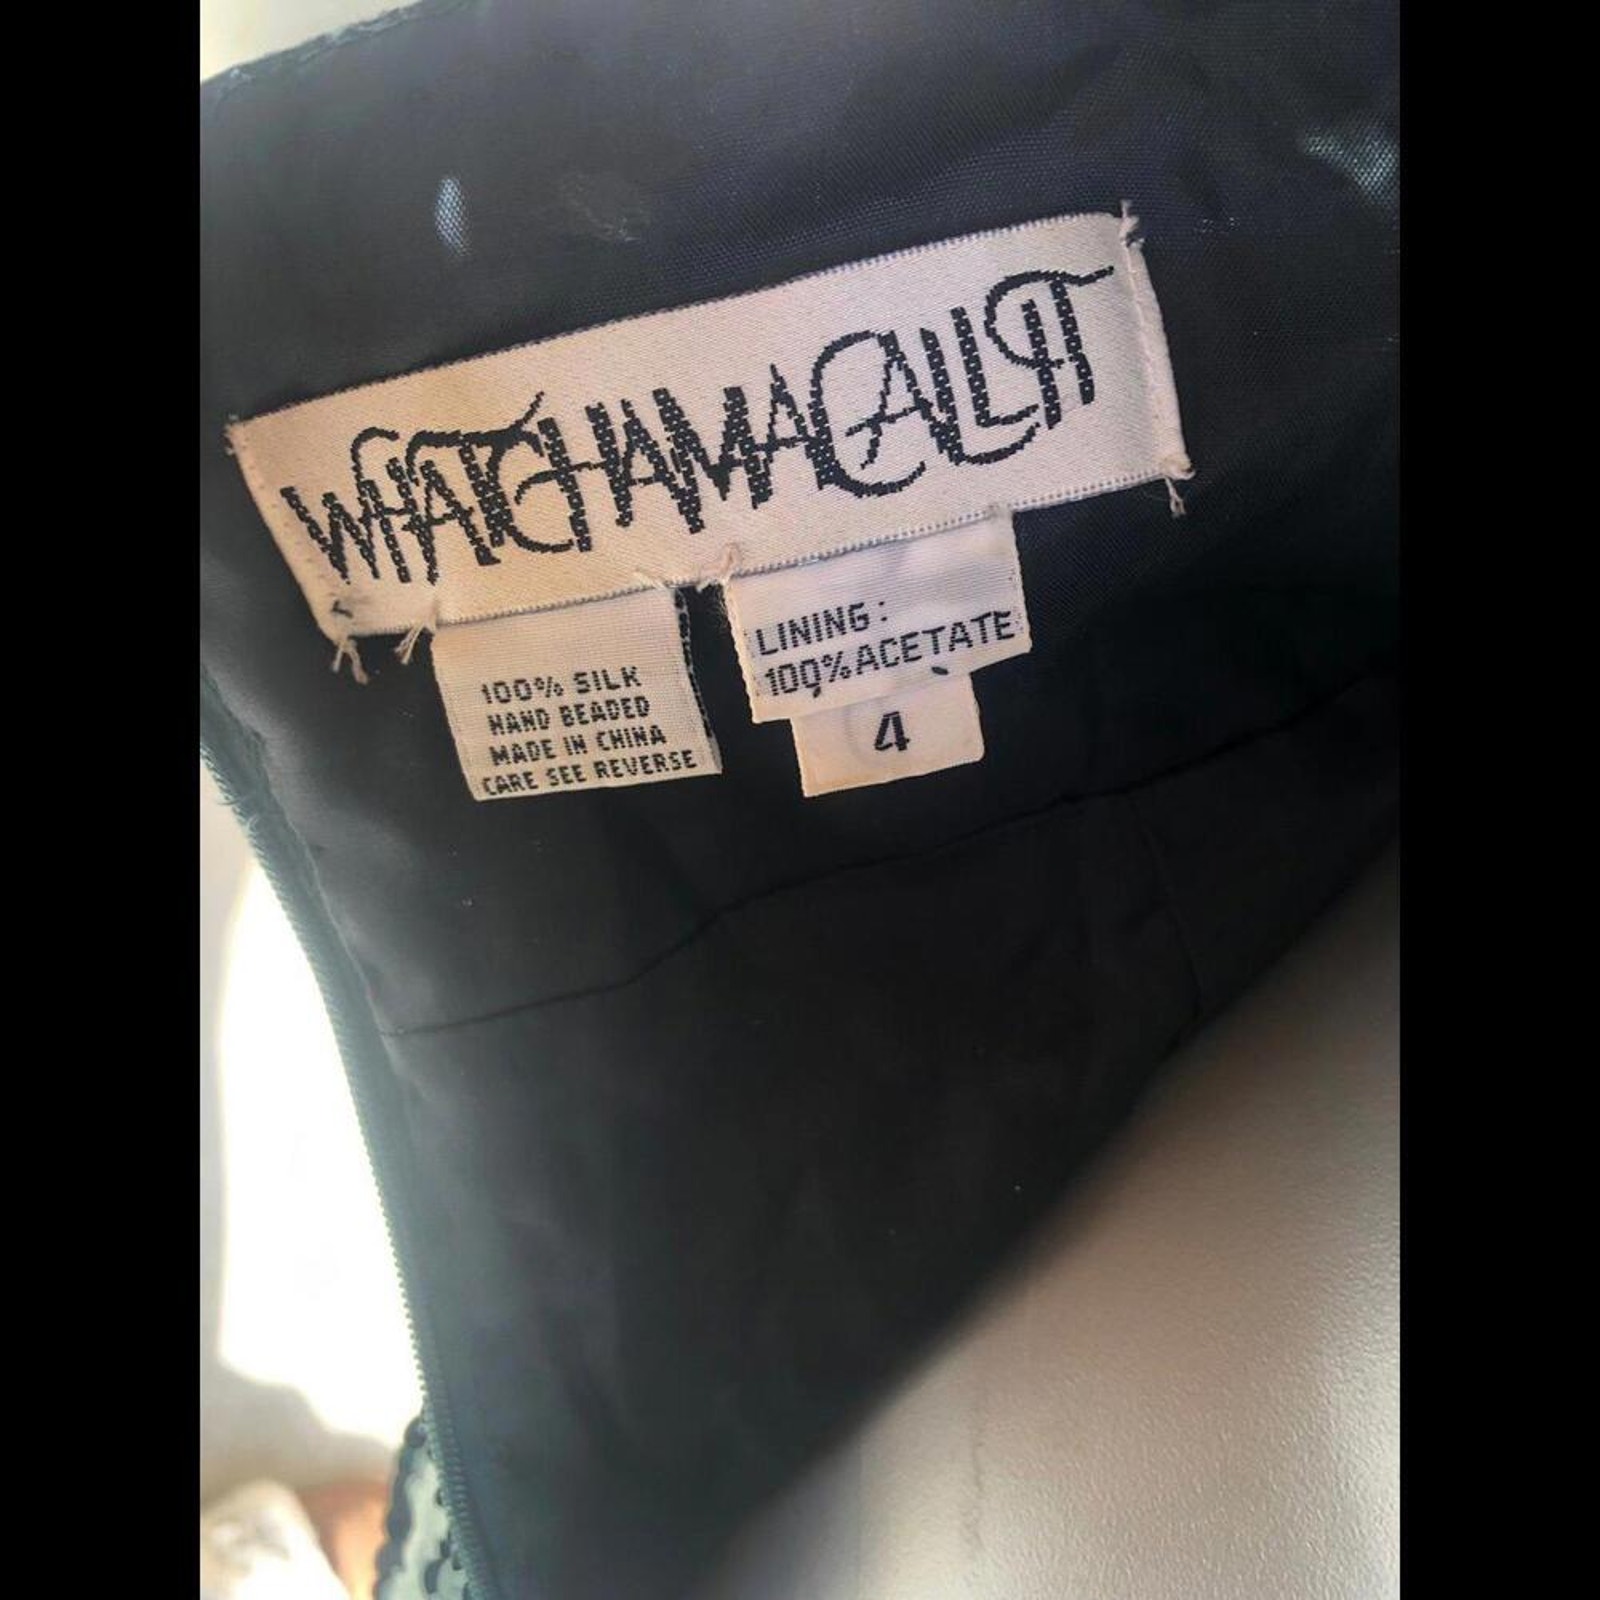 WHATCHAMACALLIT
100% SILK
HAND BEADED
MADE IN CHINA
CARE SEE REVERSE
LINING:
100% ACETATE
4